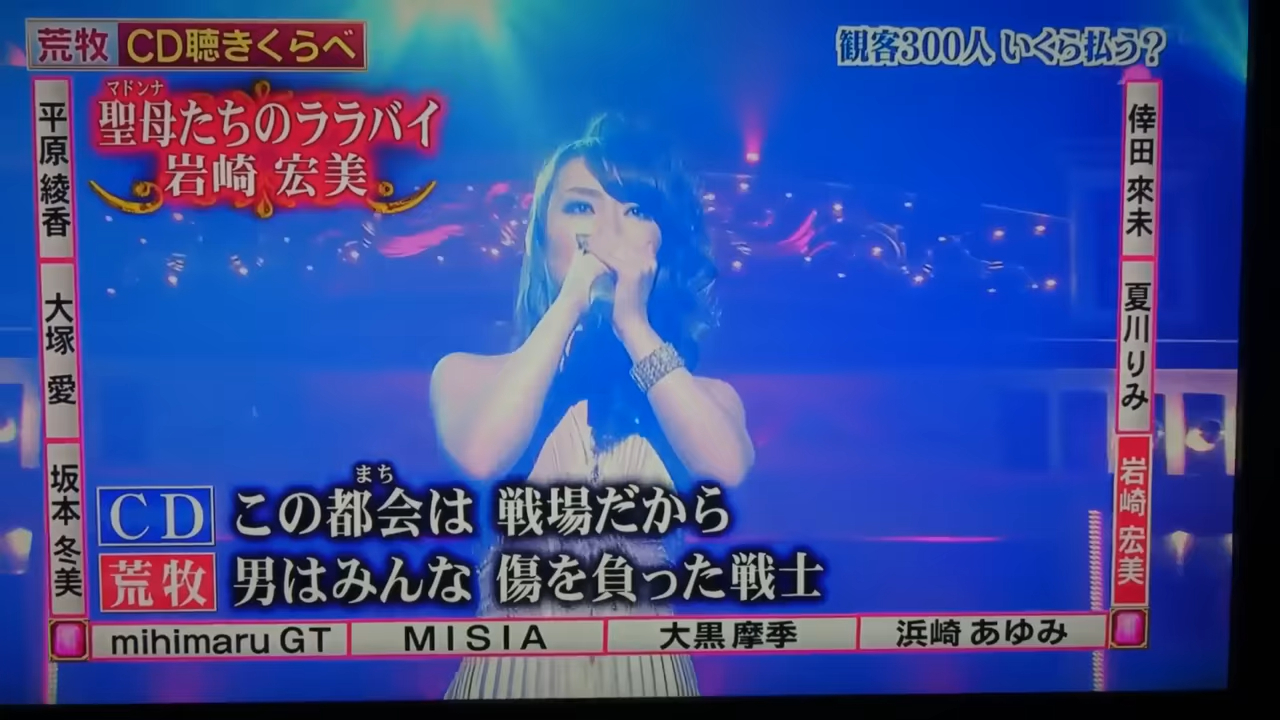 荒牧 CD聴きくらべ
観客300人 いくら払う?
マドンナ
聖母たちのララバイ
岩崎 宏美
平原 綾香
大塚 愛
坂本 冬美
倖田 來未
夏川りみ
岩崎 宏美
まち
CD この都会は 戦場だから
荒牧 男はみんな 傷を負った戦士
mihimaru GT MISIA 大黒 摩季 浜崎 あゆみ